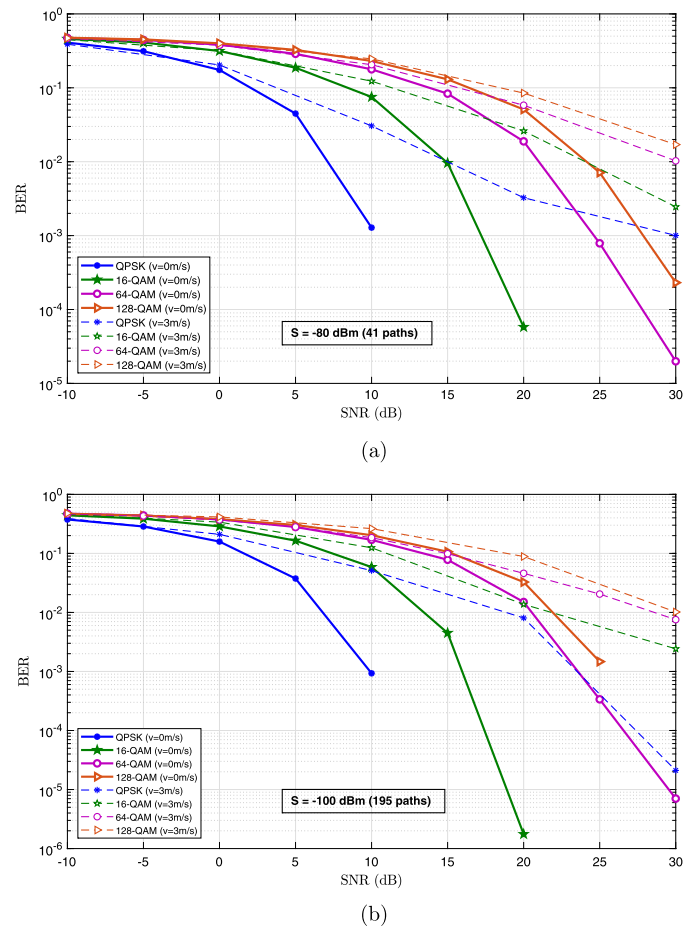 10^0
10^-1
10^-2
10^-3
10^-4
10^-5
BER
QPSK (v=0m/s)
16-QAM (v=0m/s)
64-QAM (v=0m/s)
128-QAM (v=0m/s)
QPSK (v=3m/s)
16-QAM (v=3m/s)
64-QAM (v=3m/s)
128-QAM (v=3m/s)
S = -80 dBm (41 paths)
-10 -5 0 5 10 15 20 25 30
SNR (dB)
(a)
10^0
10^-1
10^-2
10^-3
10^-4
10^-5
10^-6
BER
QPSK (v=0m/s)
16-QAM (v=0m/s)
64-QAM (v=0m/s)
128-QAM (v=0m/s)
QPSK (v=3m/s)
16-QAM (v=3m/s)
64-QAM (v=3m/s)
128-QAM (v=3m/s)
S = -100 dBm (195 paths)
-10 -5 0 5 10 15 20 25 30
SNR (dB)
(b)